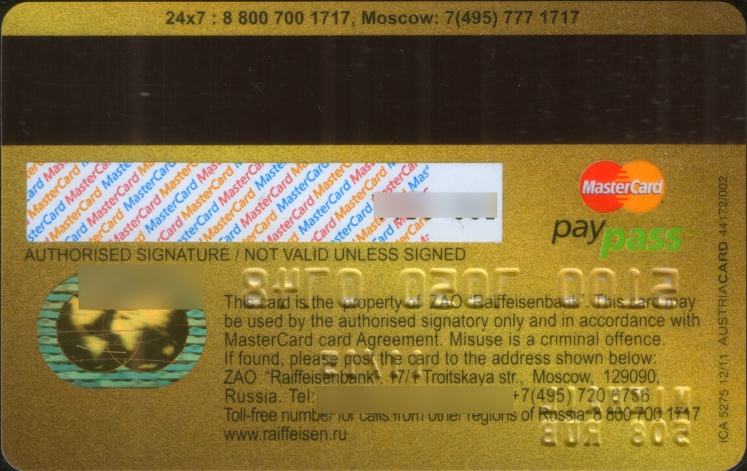 24x7 : 8 800 700 1717, Moscow: 7(495) 777 1717
MasterCard MasterCard MasterCard
MasterCard
paypass
AUTHORISED SIGNATURE / NOT VALID UNLESS SIGNED
This card is the property of ZAO "Raiffeisenbank". This card may
be used by the authorised signatory only and in accordance with
MasterCard card Agreement. Misuse is a criminal offence.
If found, please post the card to the address shown below:
ZAO "Raiffeisenbank", Troitskaya str., Moscow, 129090,
Russia. Tel: +7(495) 720
Toll-free number for calls from other regions of Russia: 8 800 700 1717
www.raiffeisen.ru
ICA 5275 12/11 AUSTRIACARD 44172/002